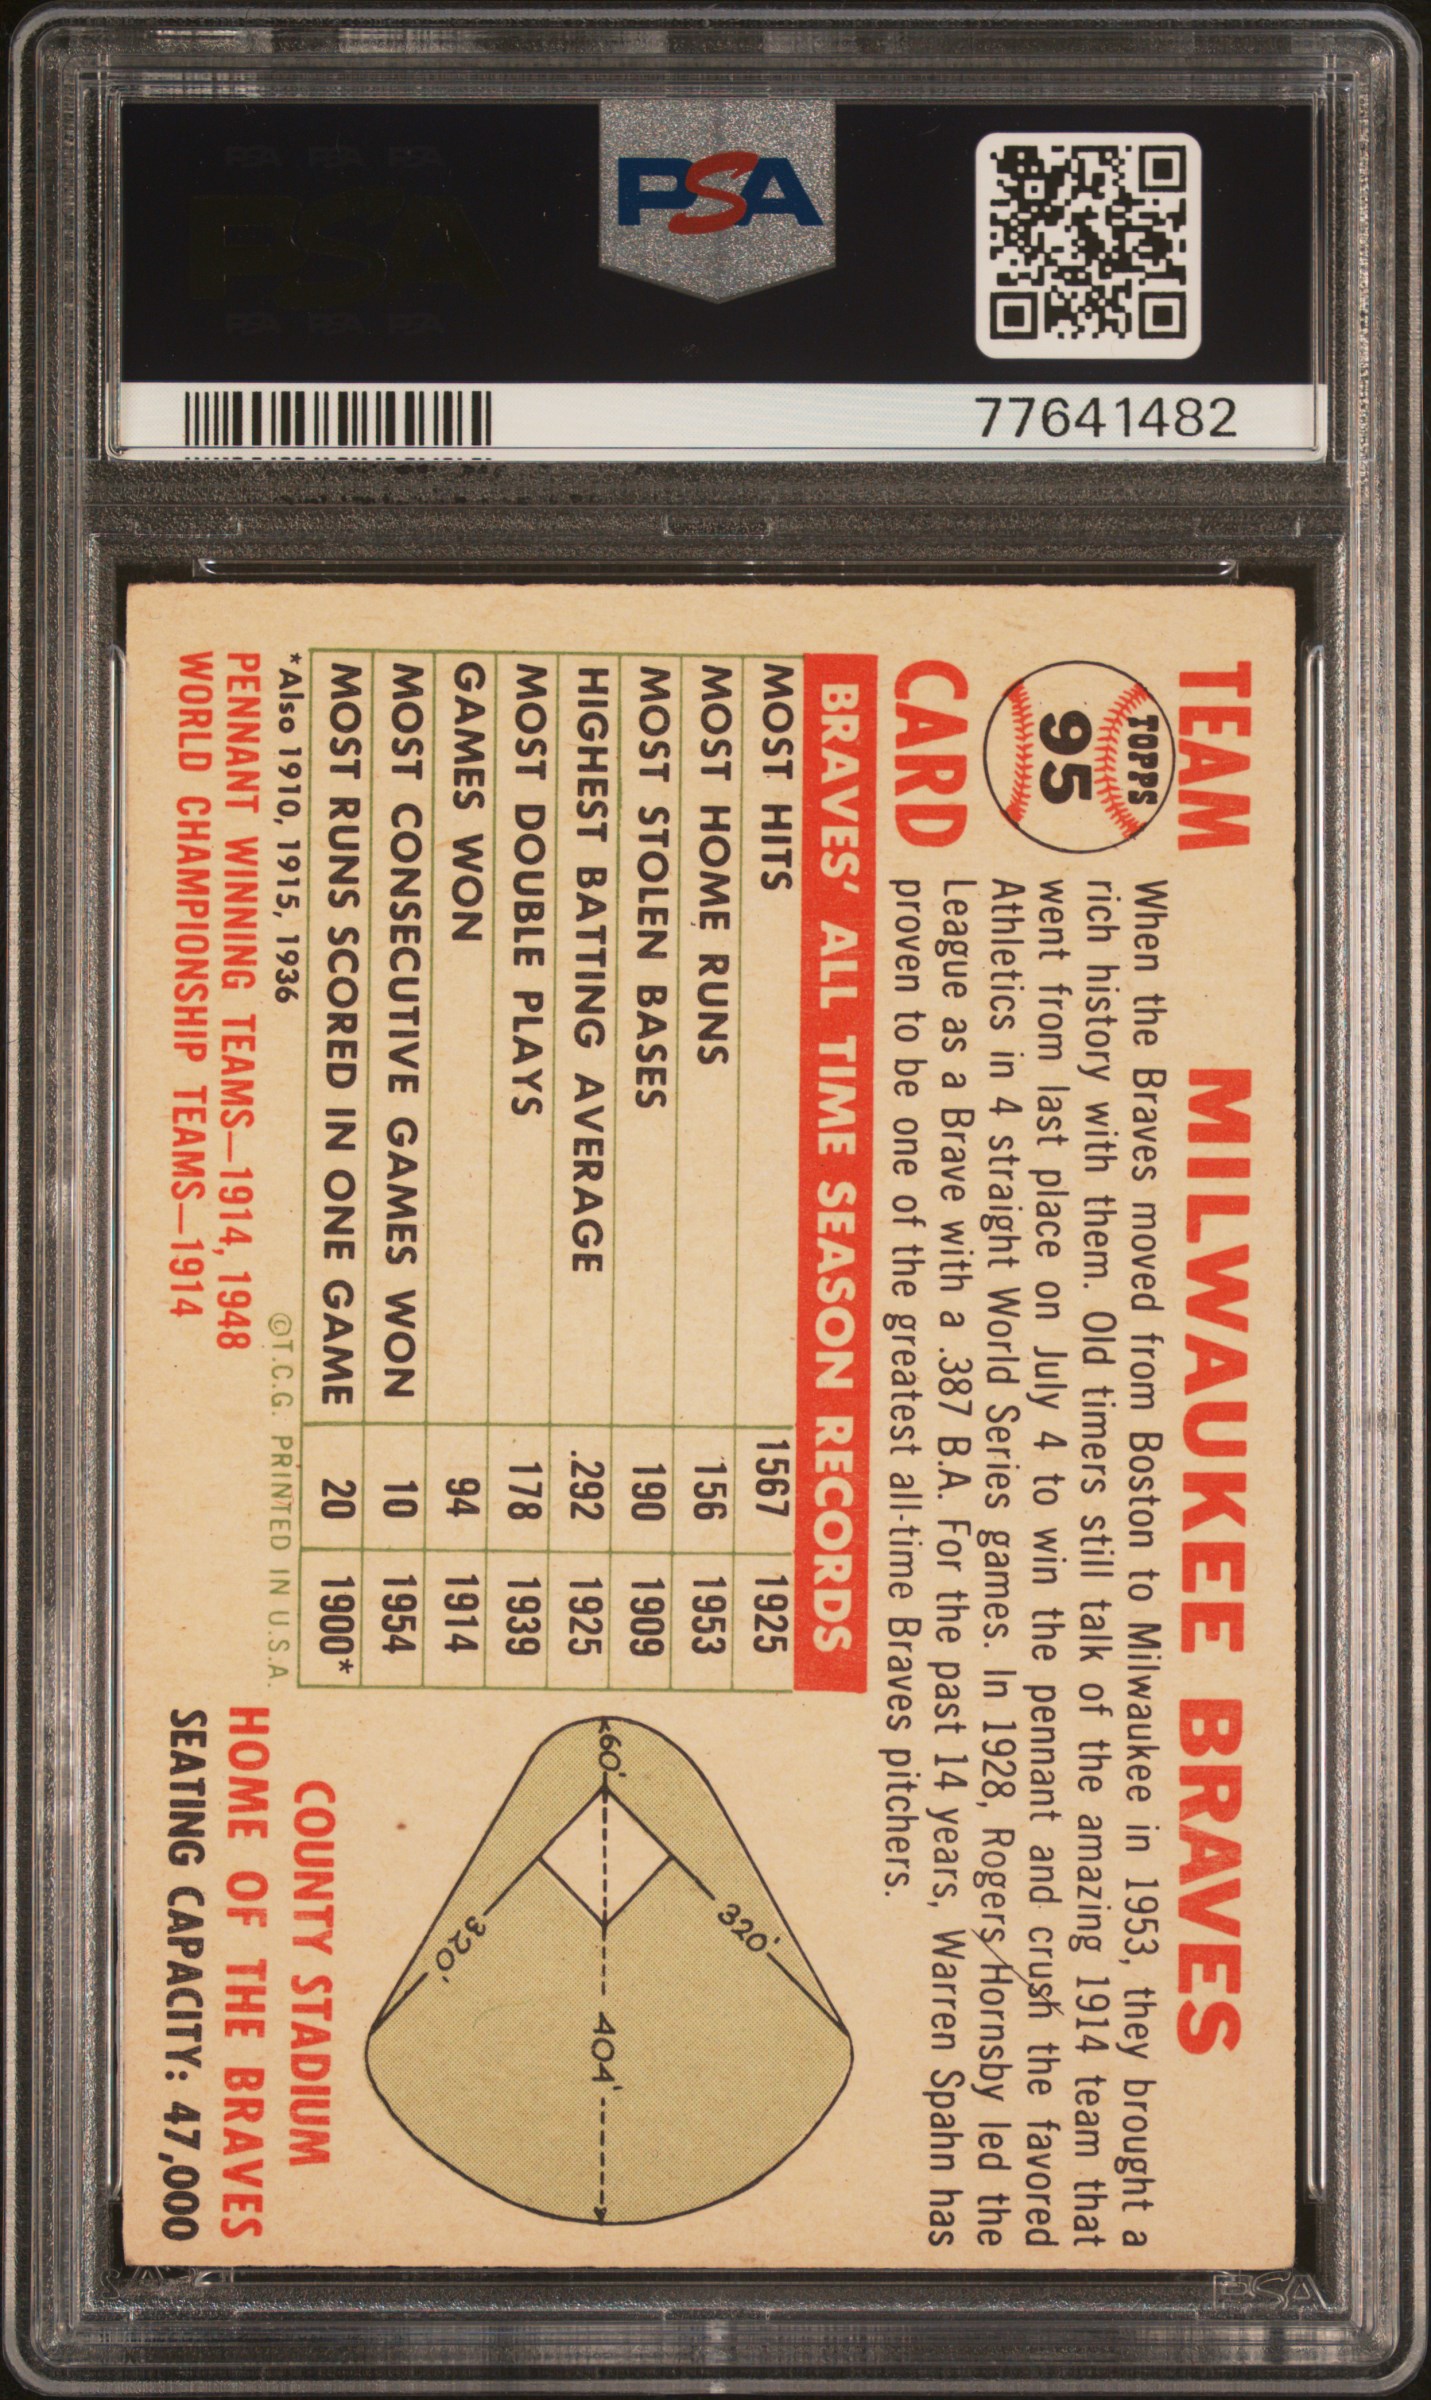 PSA PSA PSA
PSA
PSA PSA PSA
PSA
77641482
TEAM
TOPPS
95
CARD
MILWAUKEE BRAVES
When the Braves moved from Boston to Milwaukee in 1953, they brought a
rich history with them. Old timers still talk of the amazing 1914 team that
went from last place on July 4 to win the pennant and crush the favored
Athletics in 4 straight World Series games. In 1928, Rogers Hornsby led the
League as a Brave with a .387 B.A. For the past 14 years, Warren Spahn has
proven to be one of the greatest all-time Braves pitchers.
BRAVES' ALL TIME SEASON RECORDS
MOST HITS 1567 1925
MOST HOME RUNS 156 1953
MOST STOLEN BASES 190 1909
HIGHEST BATTING AVERAGE .292 1925
MOST DOUBLE PLAYS 178 1939
GAMES WON 94 1914
MOST CONSECUTIVE GAMES WON 10 1954
MOST RUNS SCORED IN ONE GAME 20 1900*
*Also 1910, 1915, 1936
©T.C.G. PRINTED IN U.S.A.
PENNANT WINNING TEAMS—1914, 1948
WORLD CHAMPIONSHIP TEAMS—1914
60'
320'
404'
320'
COUNTY STADIUM
HOME OF THE BRAVES
SEATING CAPACITY: 47,000
PSA